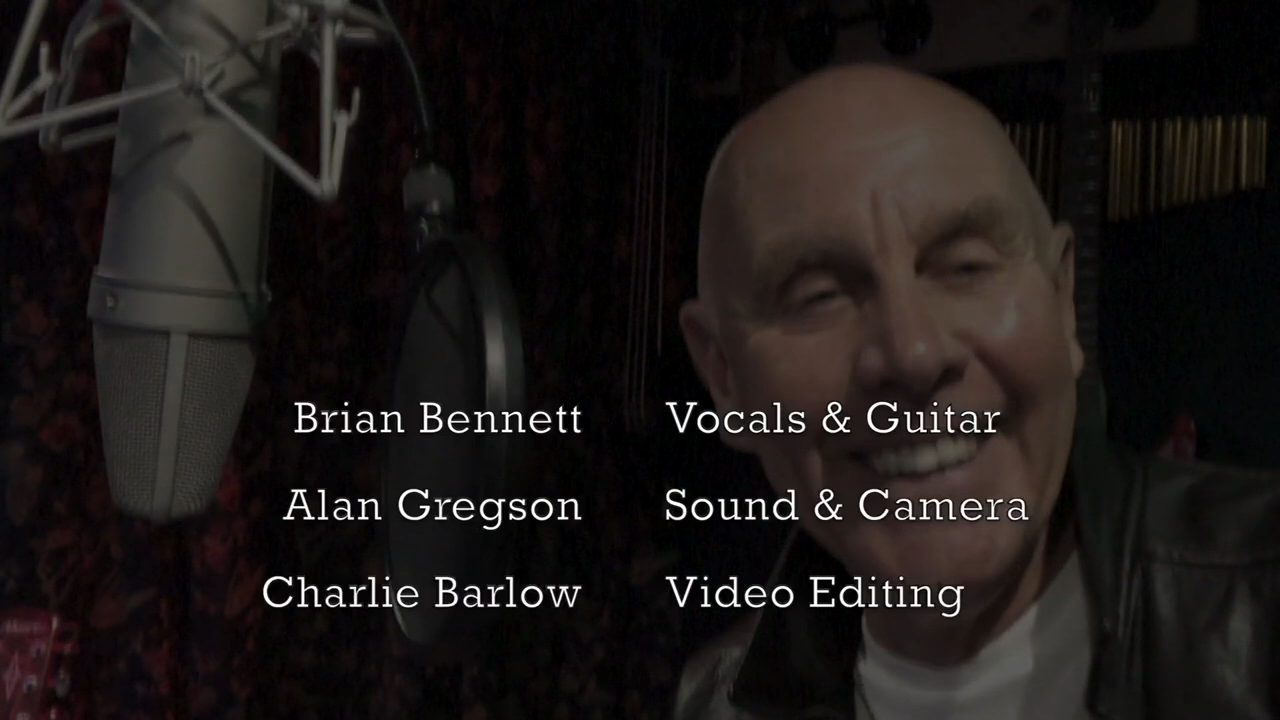 Brian Bennett Vocals & Guitar
Alan Gregson Sound & Camera
Charlie Barlow Video Editing